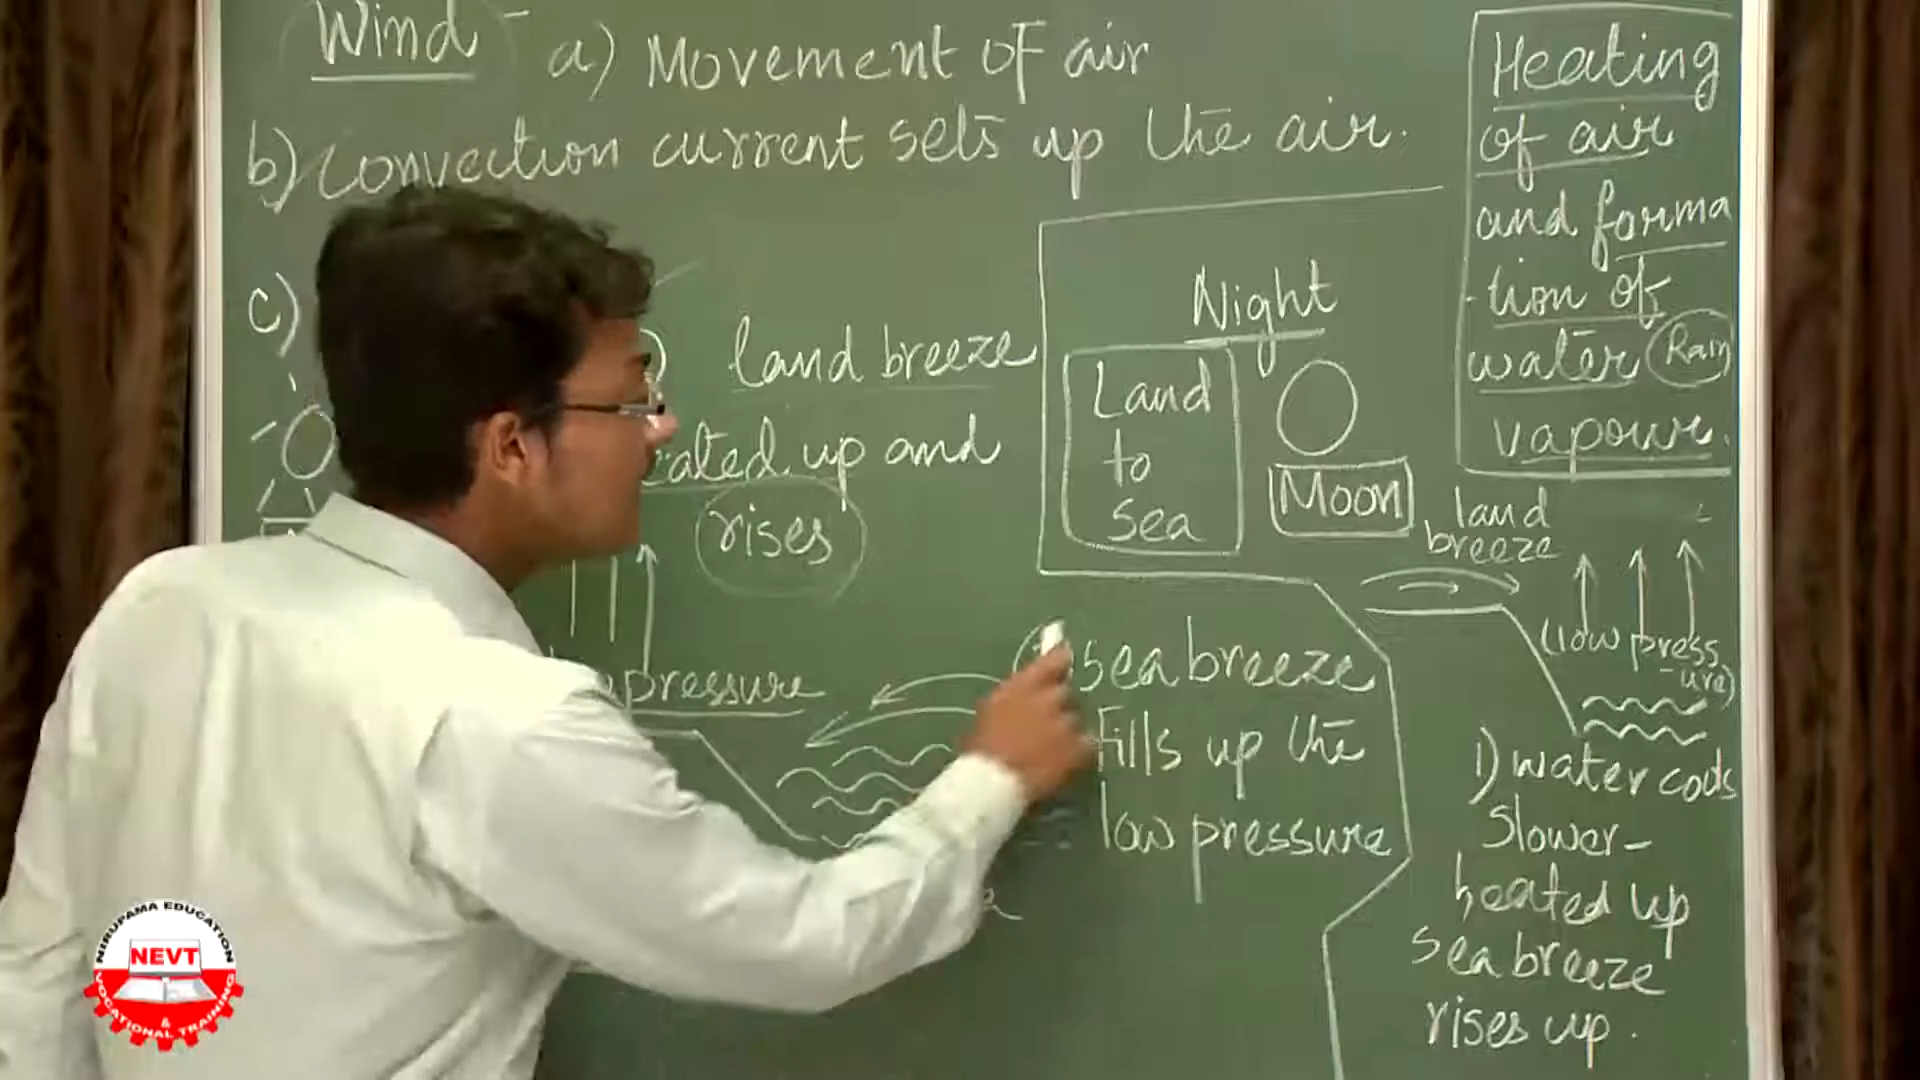 Wind - a) Movement of air
b) Convection current sets up the air.
c)
land breeze
up and
rises
pressure
sea breeze
fills up the
low pressure
Night
Land
to
sea
Moon
land
breeze
(low press
-ure)
1) water cools
slower-
heated up
sea breeze
rises up.
Heating
of air
and forma
-tion of
water Rain
vapour.
NIRUPAMA EDUCATION
NEVT
& VOCATIONAL TRAINING